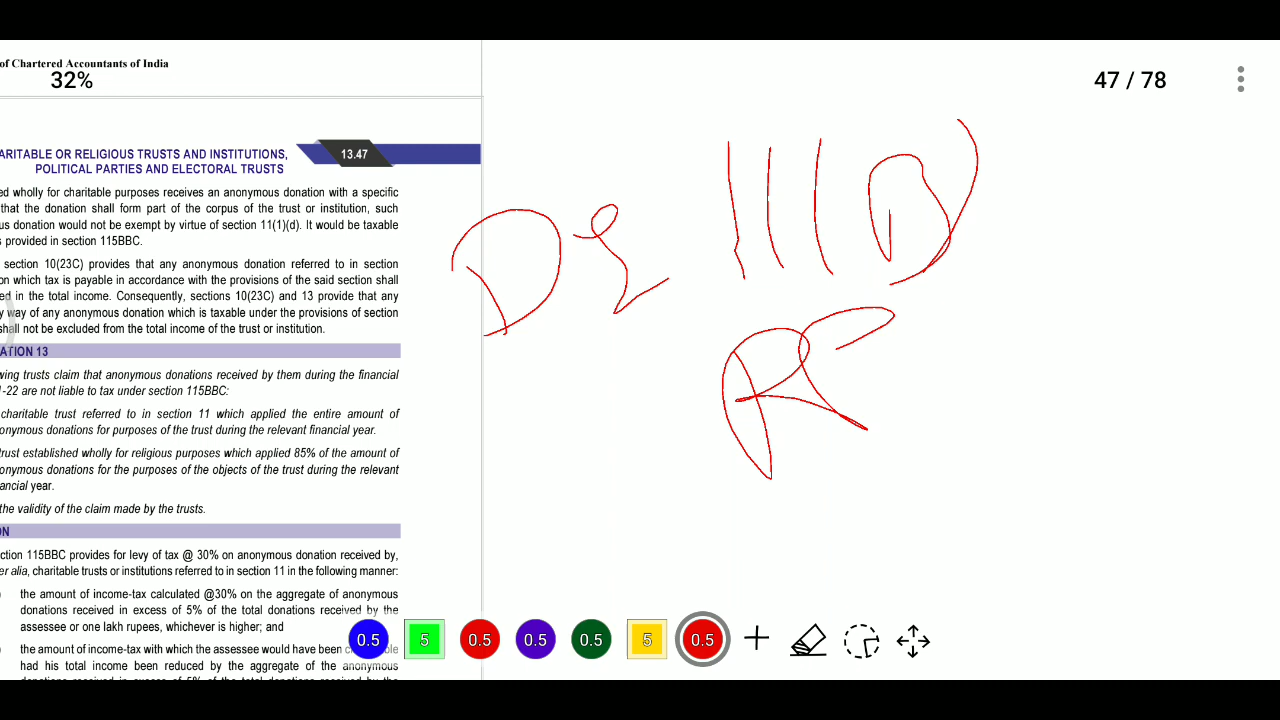 of Chartered Accountants of India
32%
47 / 78
ARITABLE OR RELIGIOUS TRUSTS AND INSTITUTIONS,
POLITICAL PARTIES AND ELECTORAL TRUSTS
13.47
ed wholly for charitable purposes receives an anonymous donation with a specific
that the donation shall form part of the corpus of the trust or institution, such
us donation would not be exempt by virtue of section 11(1)(d). It would be taxable
s provided in section 115BBC.
section 10(23C) provides that any anonymous donation referred to in section
on which tax is payable in accordance with the provisions of the said section shall
ed in the total income. Consequently, sections 10(23C) and 13 provide that any
y way of any anonymous donation which is taxable under the provisions of section
shall not be excluded from the total income of the trust or institution.
ATION 13
wing trusts claim that anonymous donations received by them during the financial
1-22 are not liable to tax under section 115BBC:
charitable trust referred to in section 11 which applied the entire amount of
onymous donations for purposes of the trust during the relevant financial year.
trust established wholly for religious purposes which applied 85% of the amount of
onymous donations for the purposes of the objects of the trust during the relevant
ancial year.
the validity of the claim made by the trusts.
ON
ction 115BBC provides for levy of tax @ 30% on anonymous donation received by,
er alia, charitable trusts or institutions referred to in section 11 in the following manner:
the amount of income-tax calculated @30% on the aggregate of anonymous
donations received in excess of 5% of the total donations received by the
assessee or one lakh rupees, whichever is higher; and
the amount of income-tax with which the assessee would have been
had his total income been reduced by the aggregate of the anonymous
donations received in excess of 5% of the total donations received by the
0.5 5 0.5 0.5 0.5 5 0.5